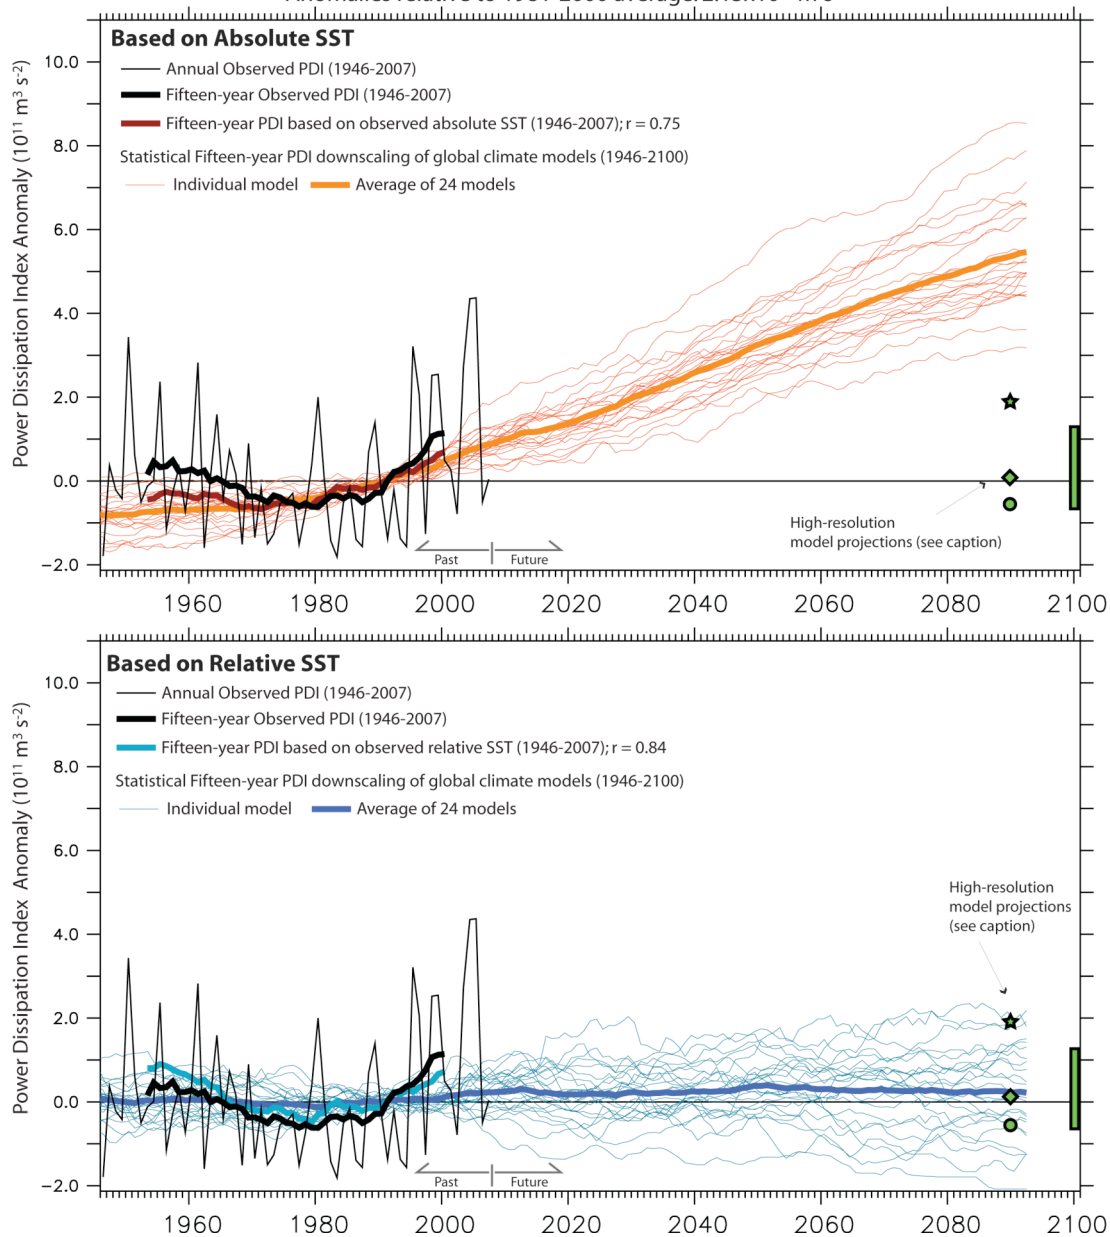 Based on Absolute SST
Annual Observed PDI (1946-2007)
Fifteen-year Observed PDI (1946-2007)
Fifteen-year PDI based on observed absolute SST (1946-2007); r = 0.75
Statistical Fifteen-year PDI downscaling of global climate models (1946-2100)
Individual model Average of 24 models
Power Dissipation Index Anomaly (10¹¹ m³ s⁻²)
10.0
8.0
6.0
4.0
2.0
0.0
−2.0
High-resolution
model projections (see caption)
Past Future
1960 1980 2000 2020 2040 2060 2080 2100
Based on Relative SST
Annual Observed PDI (1946-2007)
Fifteen-year Observed PDI (1946-2007)
Fifteen-year PDI based on observed relative SST (1946-2007); r = 0.84
Statistical Fifteen-year PDI downscaling of global climate models (1946-2100)
Individual model Average of 24 models
Power Dissipation Index Anomaly (10¹¹ m³ s⁻²)
10.0
8.0
6.0
4.0
2.0
0.0
−2.0
High-resolution
model projections
(see caption)
Past Future
1960 1980 2000 2020 2040 2060 2080 2100